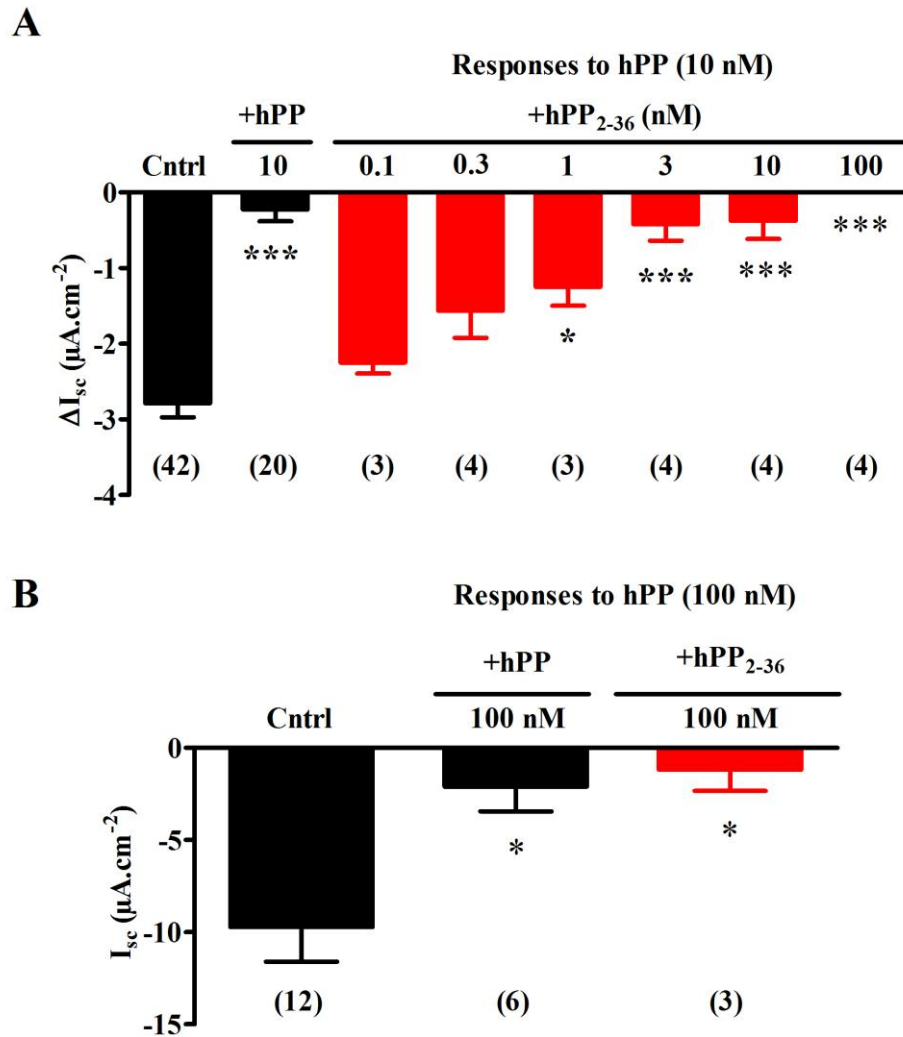 A
Responses to hPP (10 nM)
+hPP +hPP2-36 (nM)
Cntrl 10 0.1 0.3 1 3 10 100
0
-1
-2
-3
-4
ΔIsc (μA.cm-2)
*** * *** *** ***
(42) (20) (3) (4) (3) (4) (4) (4)
B
Responses to hPP (100 nM)
+hPP +hPP2-36
Cntrl 100 nM 100 nM
0
-5
-10
-15
Isc (μA.cm-2)
* *
(12) (6) (3)